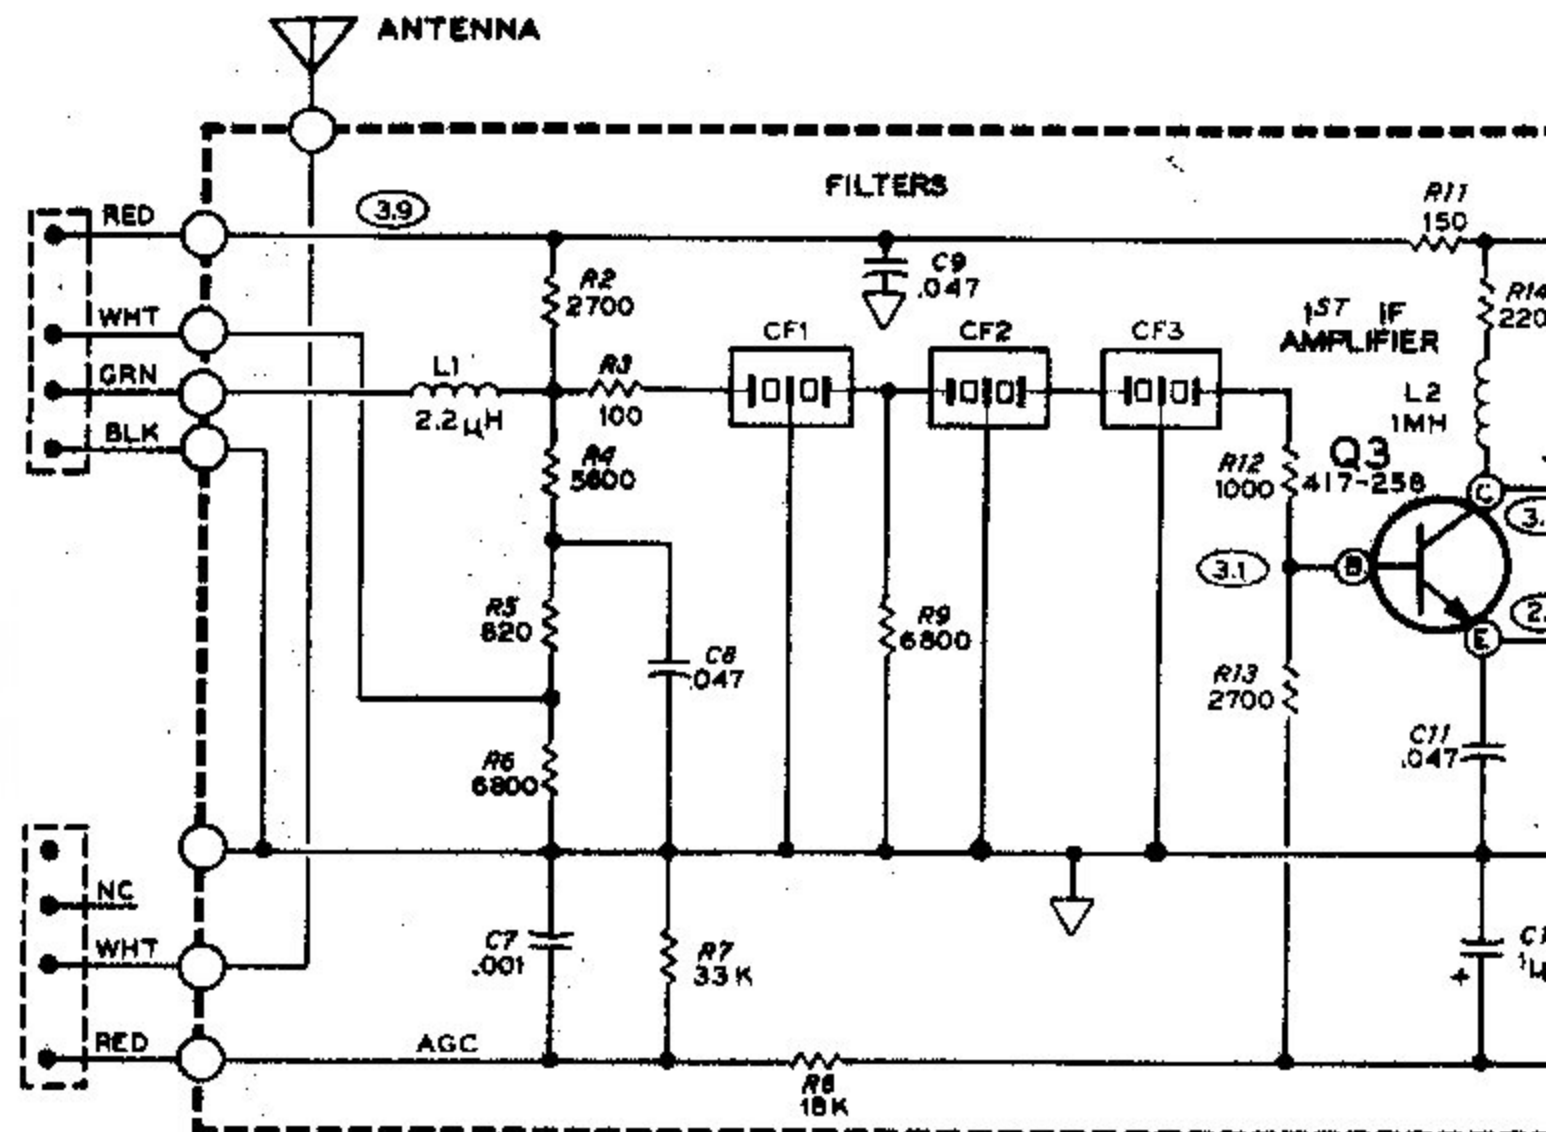 ANTENNA
FILTERS
RED
3.9
R11
150
WHT
R2
2700
C9
.047
R14
220
1ST IF
AMPLIFIER
CF1
CF2
CF3
GRN
L1
2.2µH
R3
100
L2
1MH
BLK
R4
5600
R12
1000
Q3
417-258
C
3.
3.1
B
R5
820
R9
6800
2.
E
C8
.047
R13
2700
R6
6800
C11
.047
NC
WHT
C7
.001
R7
33K
+
1µ
RED
AGC
18K